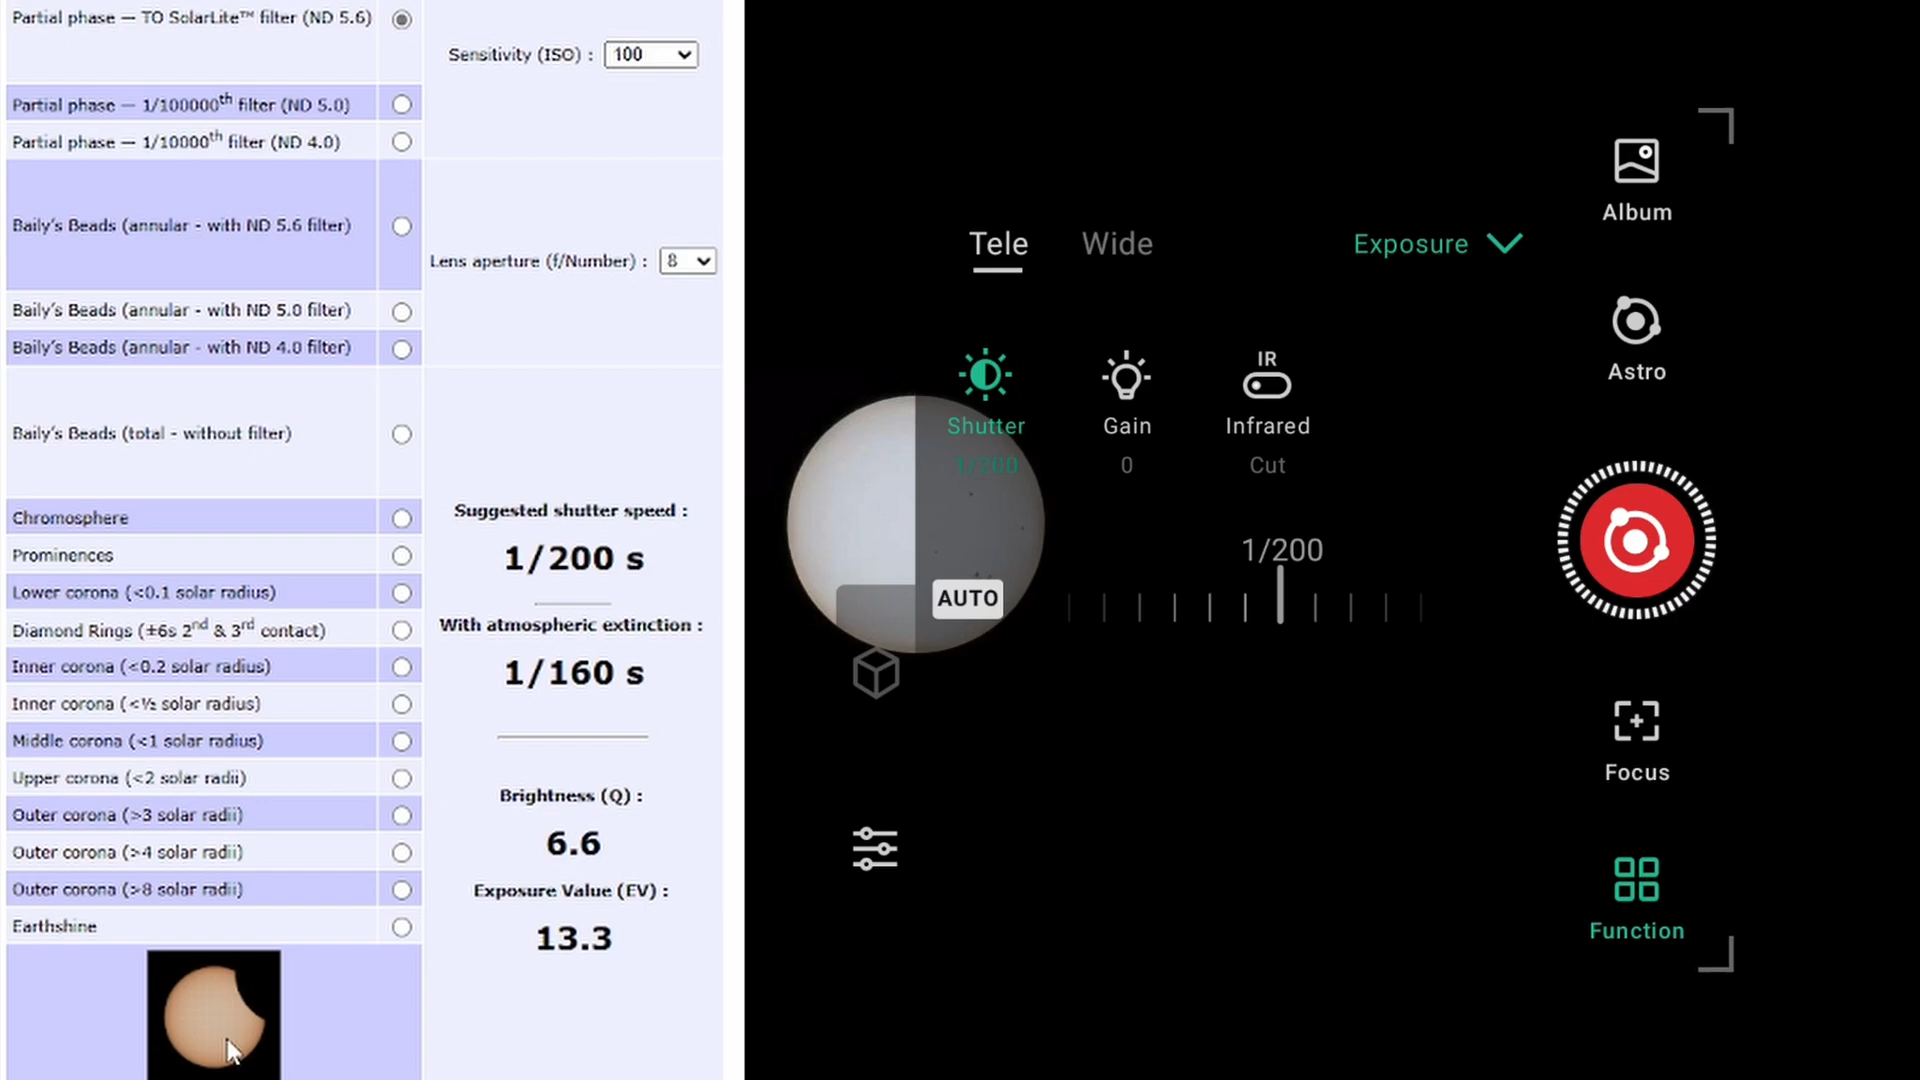 Partial phase — TO SolarLite™ filter (ND 5.6)
Sensitivity (ISO) : 100
Partial phase — 1/100000th filter (ND 5.0)
Partial phase — 1/10000th filter (ND 4.0)
Baily's Beads (annular - with ND 5.6 filter)
Lens aperture (f/Number) : 8
Baily's Beads (annular - with ND 5.0 filter)
Baily's Beads (annular - with ND 4.0 filter)
Baily's Beads (total - without filter)
Chromosphere
Prominences
Lower corona (<0.1 solar radius)
Diamond Rings (±6s 2nd & 3rd contact)
Inner corona (<0.2 solar radius)
Inner corona (<½ solar radius)
Middle corona (<1 solar radius)
Upper corona (<2 solar radii)
Outer corona (>3 solar radii)
Outer corona (>4 solar radii)
Outer corona (>8 solar radii)
Earthshine
Suggested shutter speed :
1/200 s
With atmospheric extinction :
1/160 s
Brightness (Q) :
6.6
Exposure Value (EV) :
13.3
Tele Wide Exposure
Shutter Gain IR Infrared
1/200 0 Cut
1/200
AUTO
Album
Astro
Focus
Function